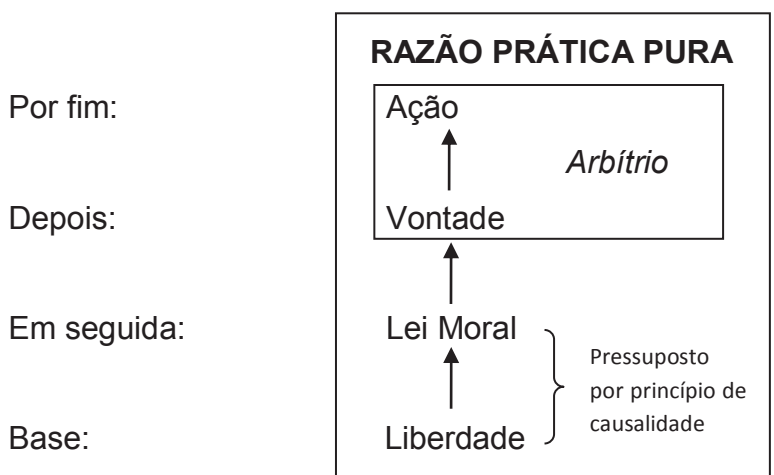 RAZÃO PRÁTICA PURA
Por fim:
Ação
Arbítrio
Depois:
Vontade
Em seguida:
Lei Moral
Pressuposto
por princípio de
causalidade
Base:
Liberdade